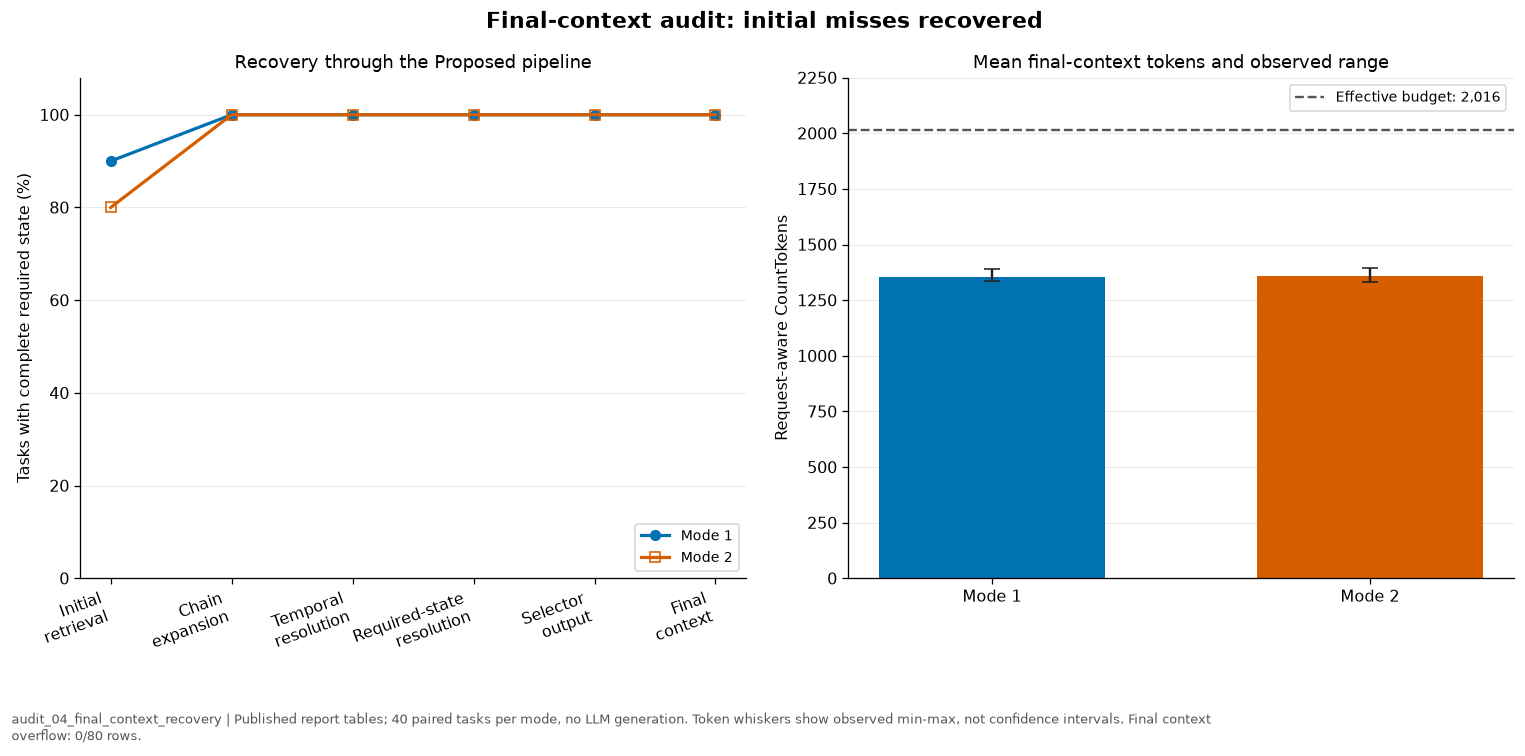 Final-context audit: initial misses recovered
Recovery through the Proposed pipeline
Tasks with complete required state (%)
100
80
60
40
20
0
Initial
retrieval
Chain
expansion
Temporal
resolution
Required-state
resolution
Selector
output
Final
context
Mode 1
Mode 2
Mean final-context tokens and observed range
Request-aware CountTokens
2250
2000
1750
1500
1250
1000
750
500
250
0
Effective budget: 2,016
Mode 1
Mode 2
audit_04_final_context_recovery | Published report tables; 40 paired tasks per mode, no LLM generation. Token whiskers show observed min-max, not confidence intervals. Final context
overflow: 0/80 rows.